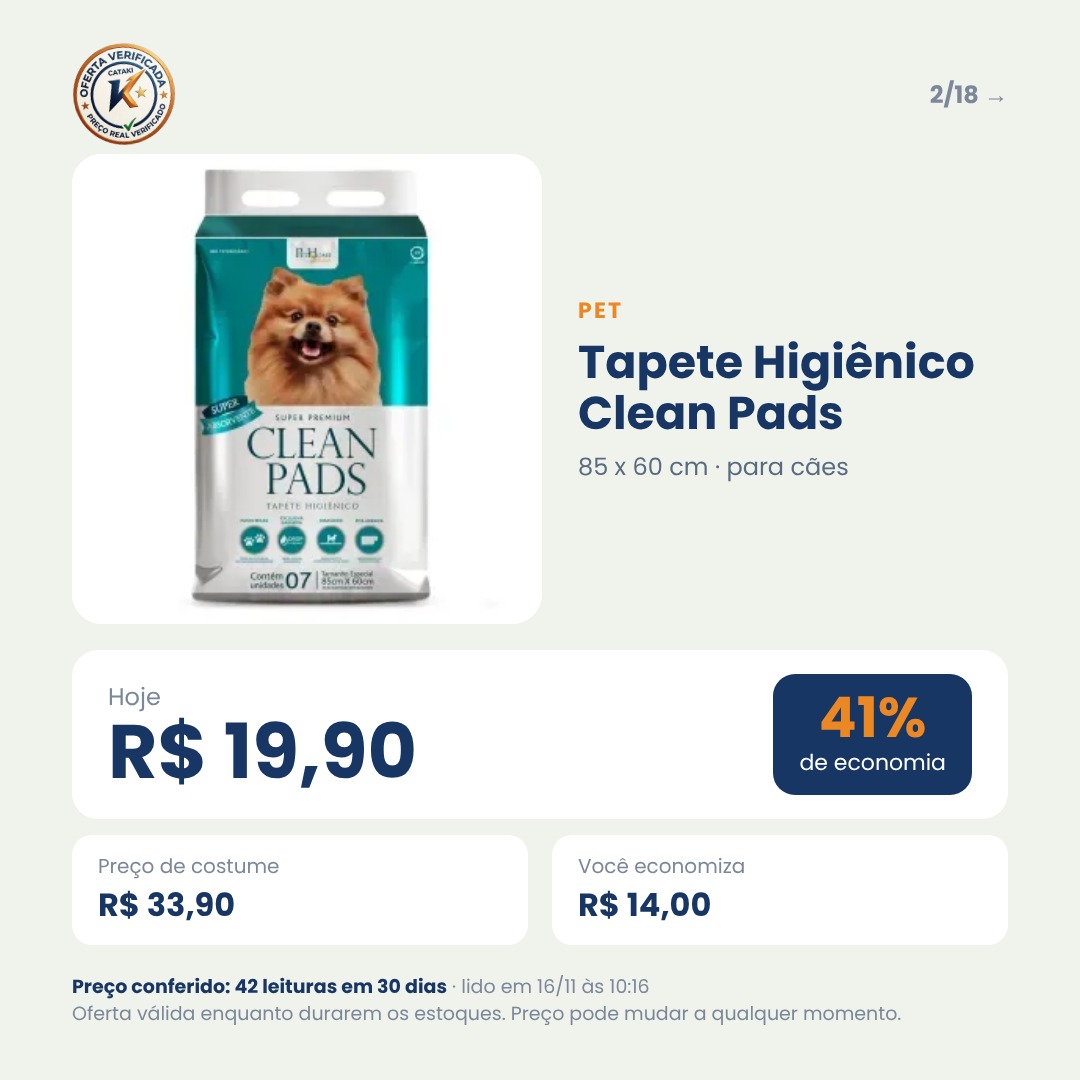 OFERTA VERIFICADA
CATAKI
K
PREÇO REAL VERIFICADO
2/18 →
SUPER
ABSORVENTE
SUPER PREMIUM
CLEAN
PADS
TAPETE HIGIÊNICO
Contém
unidades 07
Tamanho Especial
85cm X 60cm
PET
Tapete Higiênico
Clean Pads
85 x 60 cm · para cães
Hoje
R$ 19,90
41%
de economia
Preço de costume
R$ 33,90
Você economiza
R$ 14,00
Preço conferido: 42 leituras em 30 dias · lido em 16/11 às 10:16
Oferta válida enquanto durarem os estoques. Preço pode mudar a qualquer momento.